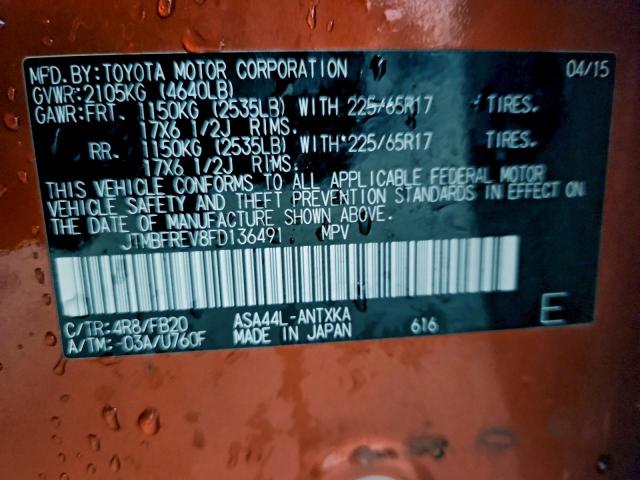 MFD. BY: TOYOTA MOTOR CORPORATION 04/15
GVWR: 2105KG (4640LB)
GAWR: FRT. 1150KG (2535LB) WITH 225/65R17 TIRES.
17X6 1/2J RIMS.
RR. 1150KG (2535LB) WITH 225/65R17 TIRES.
17X6 1/2J RIMS.
THIS VEHICLE CONFORMS TO ALL APPLICABLE FEDERAL MOTOR
VEHICLE SAFETY AND THEFT PREVENTION STANDARDS IN EFFECT ON
THE DATE OF MANUFACTURE SHOWN ABOVE.
JTMBFREV8FD136491 MPV
C/TR: 4R8/FB20 ASA44L-ANTXKA
A/TM: -03A/U760F MADE IN JAPAN 616 E